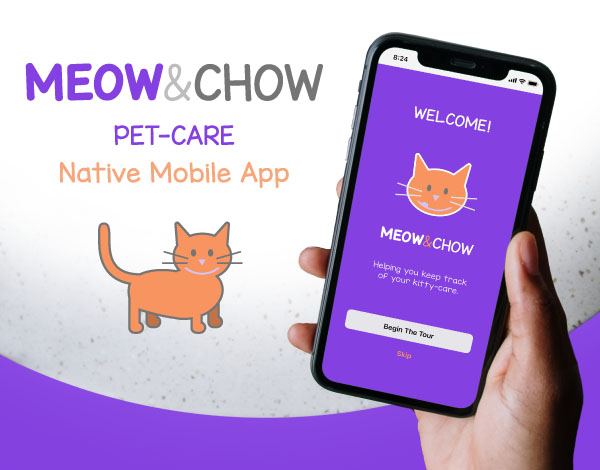 MEOW&CHOW
PET-CARE
Native Mobile App
8:24
WELCOME!
MEOW&CHOW
Helping you keep track
of your kitty-care.
Begin The Tour
Skip